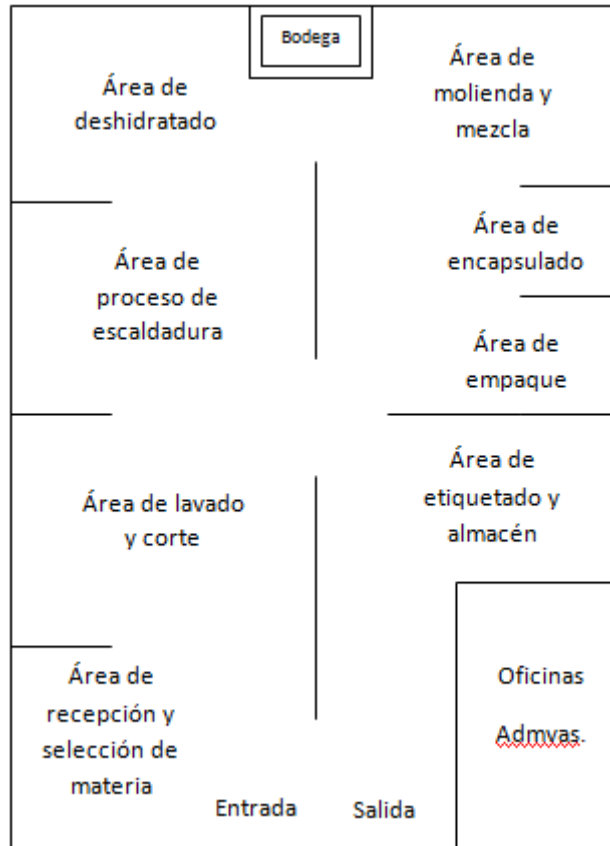 Bodega
Área de
deshidratado
Área de
molienda y
mezcla
Área de
proceso de
escaldadura
Área de
encapsulado
Área de
empaque
Área de lavado
y corte
Área de
etiquetado y
almacén
Área de
recepción y
selección de
materia
Oficinas
Admvas.
Entrada
Salida